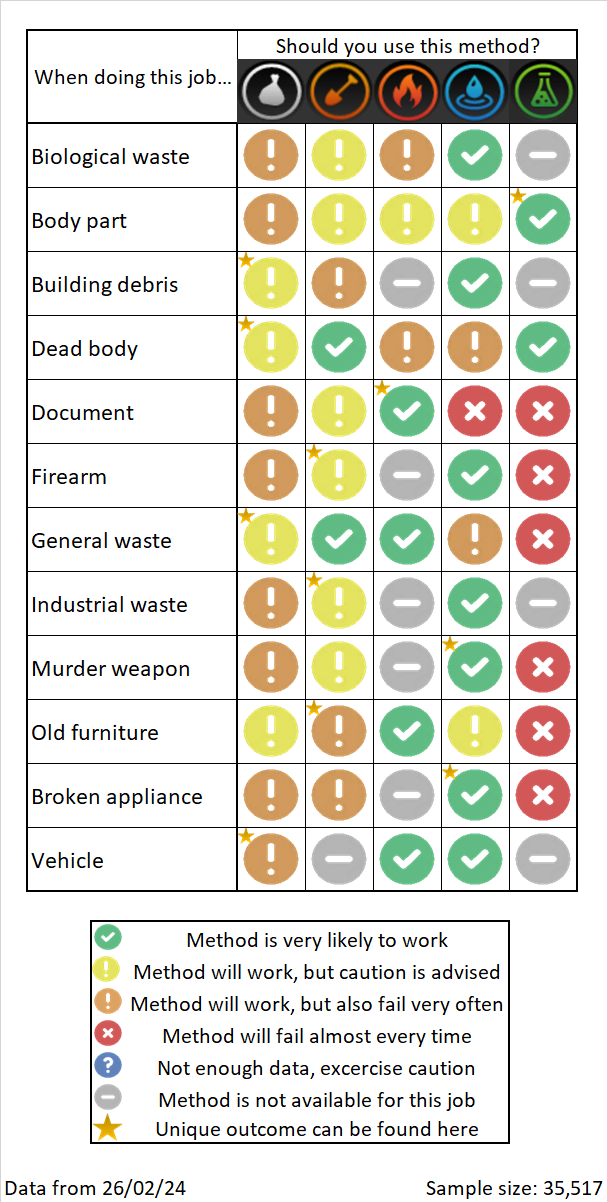 Should you use this method?
When doing this job...
Biological waste
Body part
Building debris
Dead body
Document
Firearm
General waste
Industrial waste
Murder weapon
Old furniture
Broken appliance
Vehicle
Method is very likely to work
Method will work, but caution is advised
Method will work, but also fail very often
Method will fail almost every time
Not enough data, excercise caution
Method is not available for this job
Unique outcome can be found here
Data from 26/02/24
Sample size: 35,517